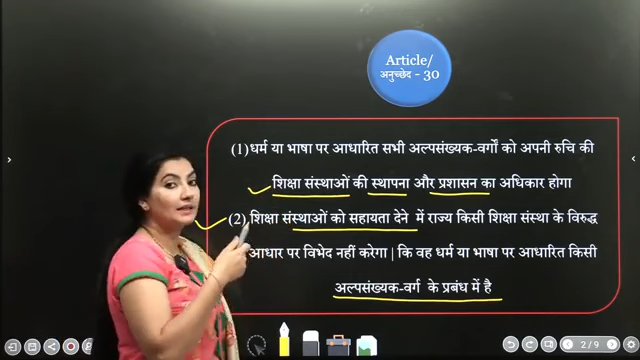 Article/
अनुच्छेद - 30
(1) धर्म या भाषा पर आधारित सभी अल्पसंख्यक-वर्गों को अपनी रुचि की
शिक्षा संस्थाओं की स्थापना और प्रशासन का अधिकार होगा
(2) शिक्षा संस्थाओं को सहायता देने में राज्य किसी शिक्षा संस्था के विरुद्ध
आधार पर विभेद नहीं करेगा | कि वह धर्म या भाषा पर आधारित किसी
अल्पसंख्यक-वर्ग के प्रबंध में है
2 / 9